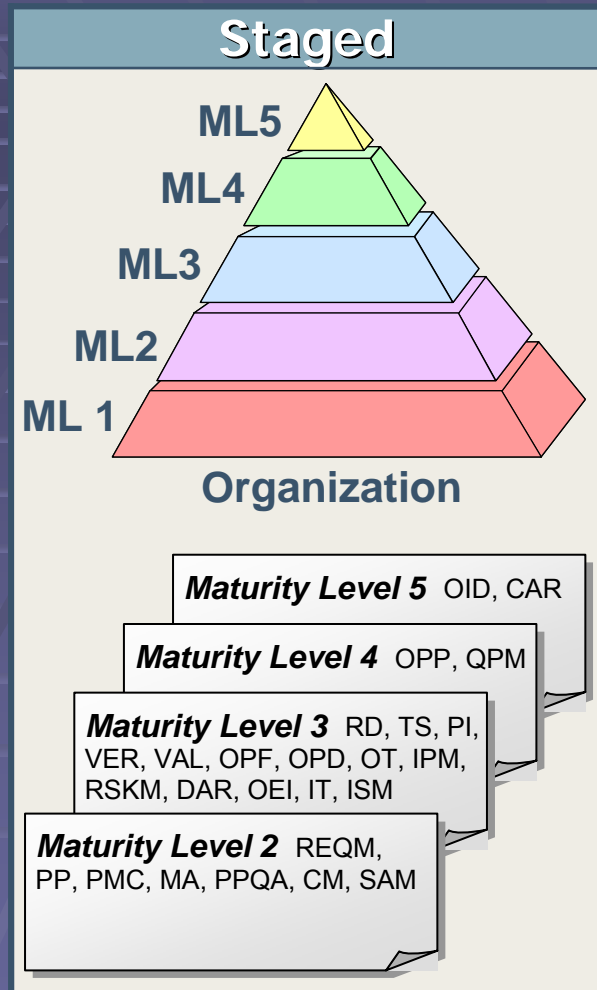 Staged
ML5
ML4
ML3
ML2
ML 1
Organization
Maturity Level 5 OID, CAR
Maturity Level 4 OPP, QPM
Maturity Level 3 RD, TS, PI,
VER, VAL, OPF, OPD, OT, IPM,
RSKM, DAR, OEI, IT, ISM
Maturity Level 2 REQM,
PP, PMC, MA, PPQA, CM, SAM